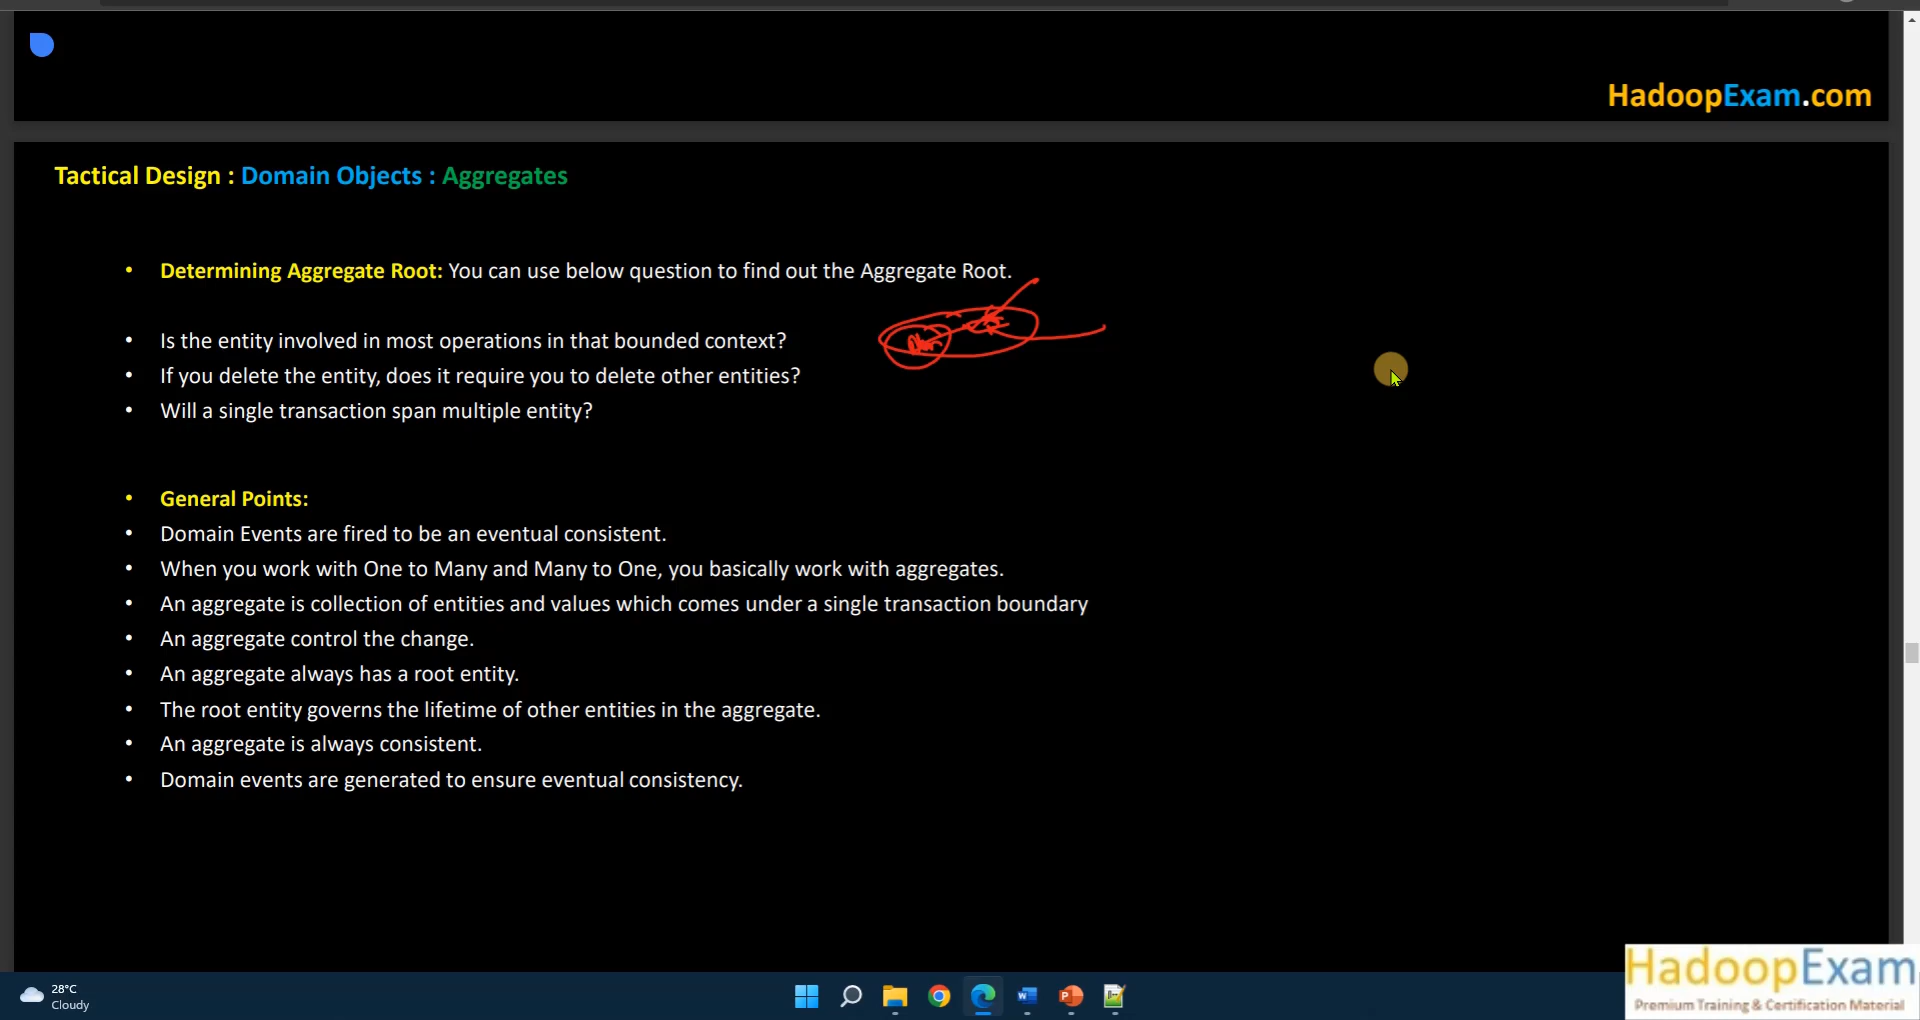 HadoopExam.com
Tactical Design : Domain Objects : Aggregates
• Determining Aggregate Root: You can use below question to find out the Aggregate Root.
• Is the entity involved in most operations in that bounded context?
• If you delete the entity, does it require you to delete other entities?
• Will a single transaction span multiple entity?
• General Points:
• Domain Events are fired to be an eventual consistent.
• When you work with One to Many and Many to One, you basically work with aggregates.
• An aggregate is collection of entities and values which comes under a single transaction boundary
• An aggregate control the change.
• An aggregate always has a root entity.
• The root entity governs the lifetime of other entities in the aggregate.
• An aggregate is always consistent.
• Domain events are generated to ensure eventual consistency.
HadoopExam
Premium Training & Certification Material
28°C
Cloudy